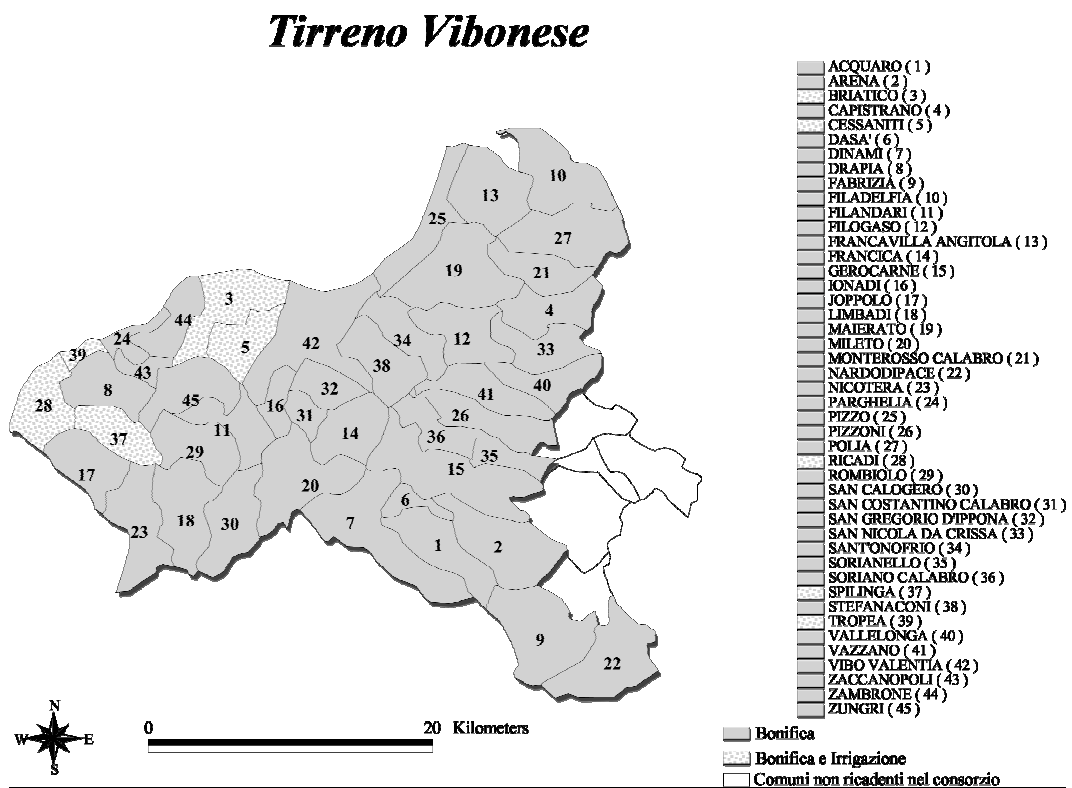 Tirreno Vibonese
ACQUARO ( 1 )
ARENA ( 2 )
BRIATICO ( 3 )
CAPISTRANO ( 4 )
CESSANITI ( 5 )
DASA' ( 6 )
DINAMI ( 7 )
DRAPIA ( 8 )
FABRIZIA ( 9 )
FILADELFIA ( 10 )
FILANDARI ( 11 )
FILOGASO ( 12 )
FRANCAVILLA ANGITOLA ( 13 )
FRANCICA ( 14 )
GEROCARNE ( 15 )
IONADI ( 16 )
JOPPOLO ( 17 )
LIMBADI ( 18 )
MAIERATO ( 19 )
MILETO ( 20 )
MONTEROSSO CALABRO ( 21 )
NARDODIPACE ( 22 )
NICOTERA ( 23 )
PARGHELIA ( 24 )
PIZZO ( 25 )
PIZZONI ( 26 )
POLIA ( 27 )
RICADI ( 28 )
ROMBIOLO ( 29 )
SAN CALOGERO ( 30 )
SAN COSTANTINO CALABRO ( 31 )
SAN GREGORIO D'IPPONA ( 32 )
SAN NICOLA DA CRISSA ( 33 )
SANT'ONOFRIO ( 34 )
SORIANELLO ( 35 )
SORIANO CALABRO ( 36 )
SPILINGA ( 37 )
STEFANACONI ( 38 )
TROPEA ( 39 )
VALLELONGA ( 40 )
VAZZANO ( 41 )
VIBO VALENTIA ( 42 )
ZACCANOPOLI ( 43 )
ZAMBRONE ( 44 )
ZUNGRI ( 45 )
10
13
25
27
19
21
3
4
44
24
42
34
12
5
33
39
38
43
8
32
40
41
45
28
16
31
26
11
14
36
37
29
35
15
17
20
6
18
30
7
23
1
2
9
22
N
W E
S
0 20 Kilometers
Bonifica
Bonifica e Irrigazione
Comuni non ricadenti nel consorzio